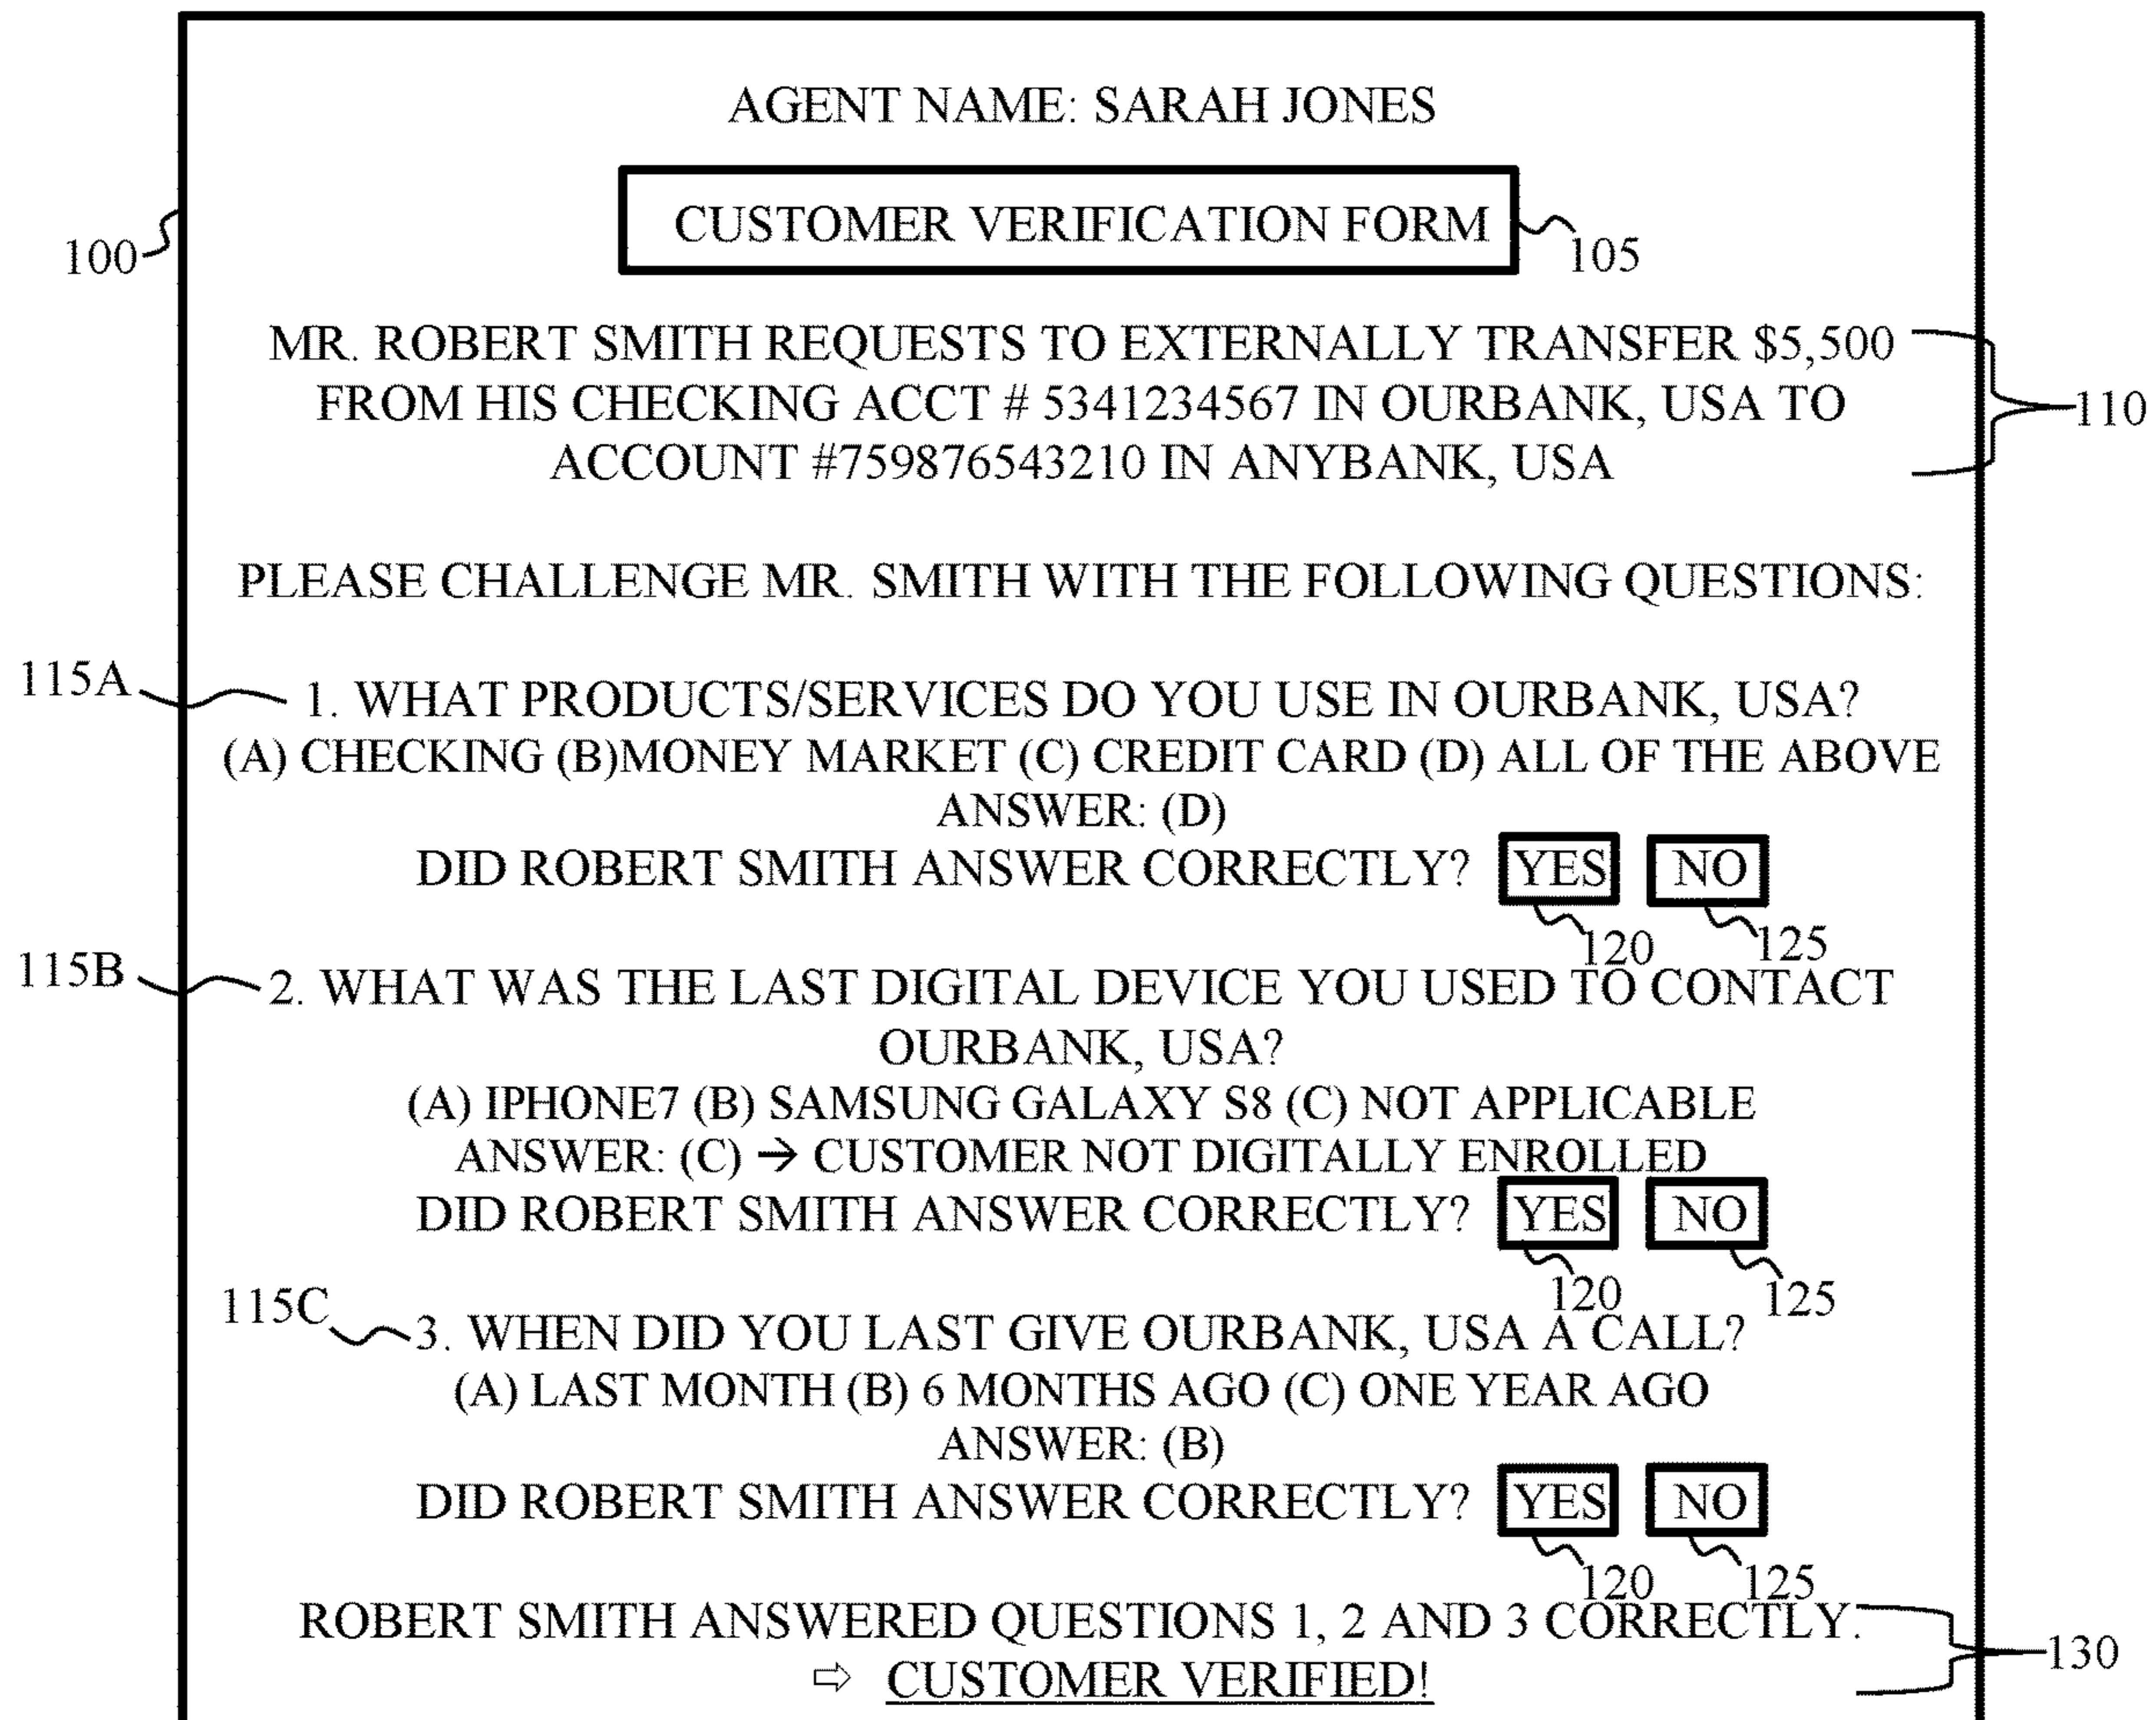 AGENT NAME: SARAH JONES
CUSTOMER VERIFICATION FORM
100
105
MR. ROBERT SMITH REQUESTS TO EXTERNALLY TRANSFER $5,500
FROM HIS CHECKING ACCT # 5341234567 IN OURBANK, USA TO
110
ACCOUNT #759876543210 IN ANYBANK, USA
PLEASE CHALLENGE MR. SMITH WITH THE FOLLOWING QUESTIONS:
115A
1. WHAT PRODUCTS/SERVICES DO YOU USE IN OURBANK, USA?
(A) CHECKING (B)MONEY MARKET (C) CREDIT CARD (D) ALL OF THE ABOVE
ANSWER: (D)
DID ROBERT SMITH ANSWER CORRECTLY? YES NO
120 125
115B
2. WHAT WAS THE LAST DIGITAL DEVICE YOU USED TO CONTACT
OURBANK, USA?
(A) IPHONE7 (B) SAMSUNG GALAXY S8 (C) NOT APPLICABLE
ANSWER: (C) → CUSTOMER NOT DIGITALLY ENROLLED
DID ROBERT SMITH ANSWER CORRECTLY? YES NO
120 125
115C
3. WHEN DID YOU LAST GIVE OURBANK, USA A CALL?
(A) LAST MONTH (B) 6 MONTHS AGO (C) ONE YEAR AGO
ANSWER: (B)
DID ROBERT SMITH ANSWER CORRECTLY? YES NO
120 125
ROBERT SMITH ANSWERED QUESTIONS 1, 2 AND 3 CORRECTLY.
130
⇨ CUSTOMER VERIFIED!